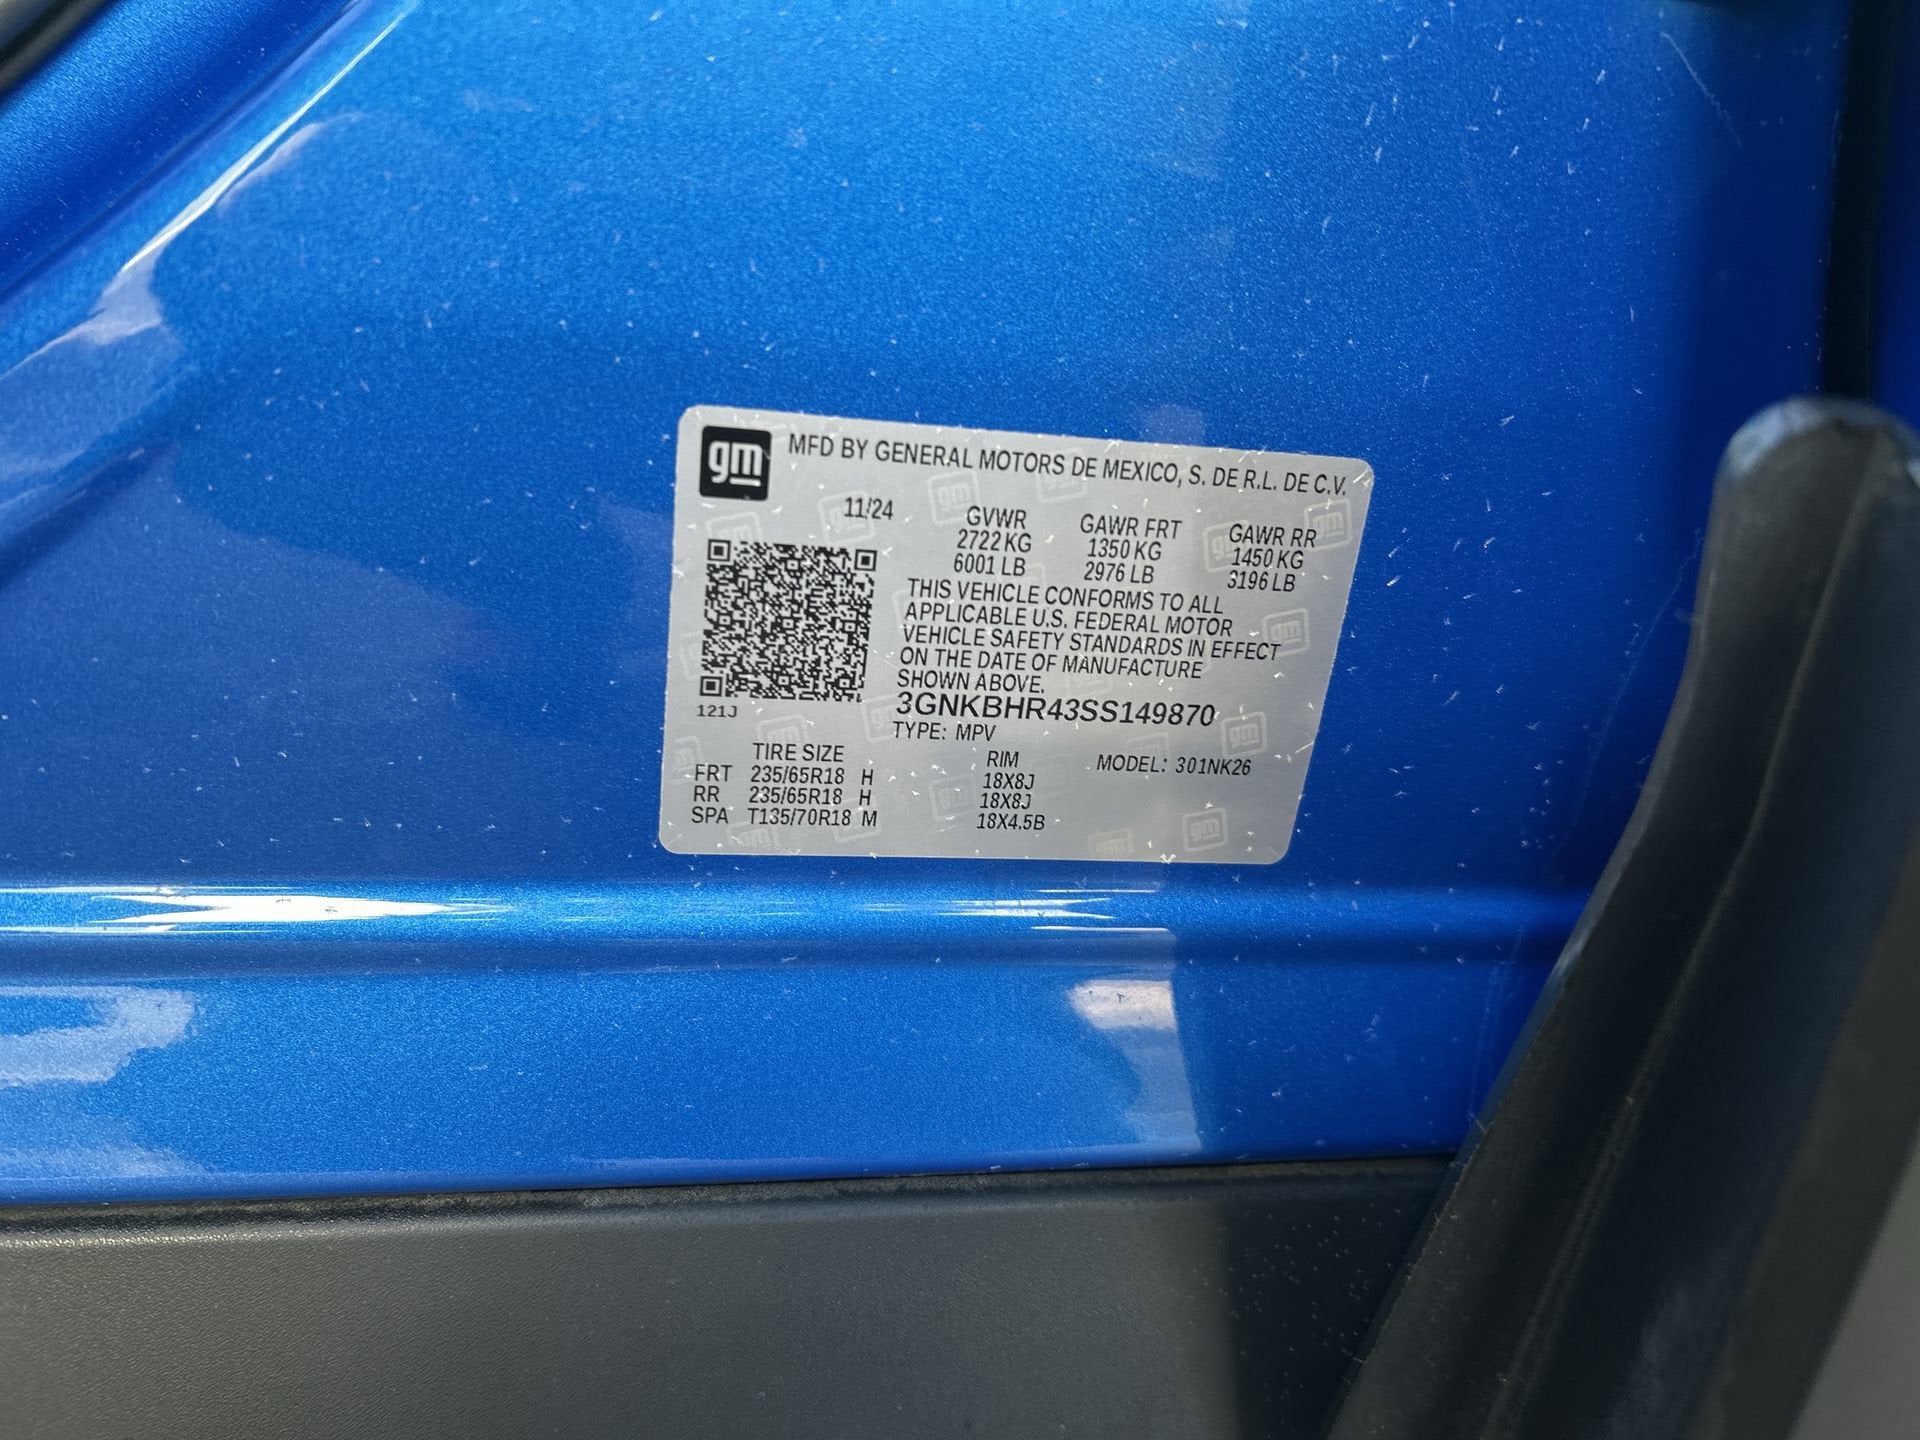 gm MFD BY GENERAL MOTORS DE MEXICO, S. DE R.L. DE C.V.
11/24
GVWR GAWR FRT GAWR RR
2722 KG 1350 KG 1450 KG
6001 LB 2976 LB 3196 LB
THIS VEHICLE CONFORMS TO ALL
APPLICABLE U.S. FEDERAL MOTOR
VEHICLE SAFETY STANDARDS IN EFFECT
ON THE DATE OF MANUFACTURE
SHOWN ABOVE.
121J 3GNKBHR43SS149870
TYPE: MPV
TIRE SIZE RIM MODEL: 301NK26
FRT 235/65R18 H 18X8J
RR 235/65R18 H 18X8J
SPA T135/70R18 M 18X4.5B